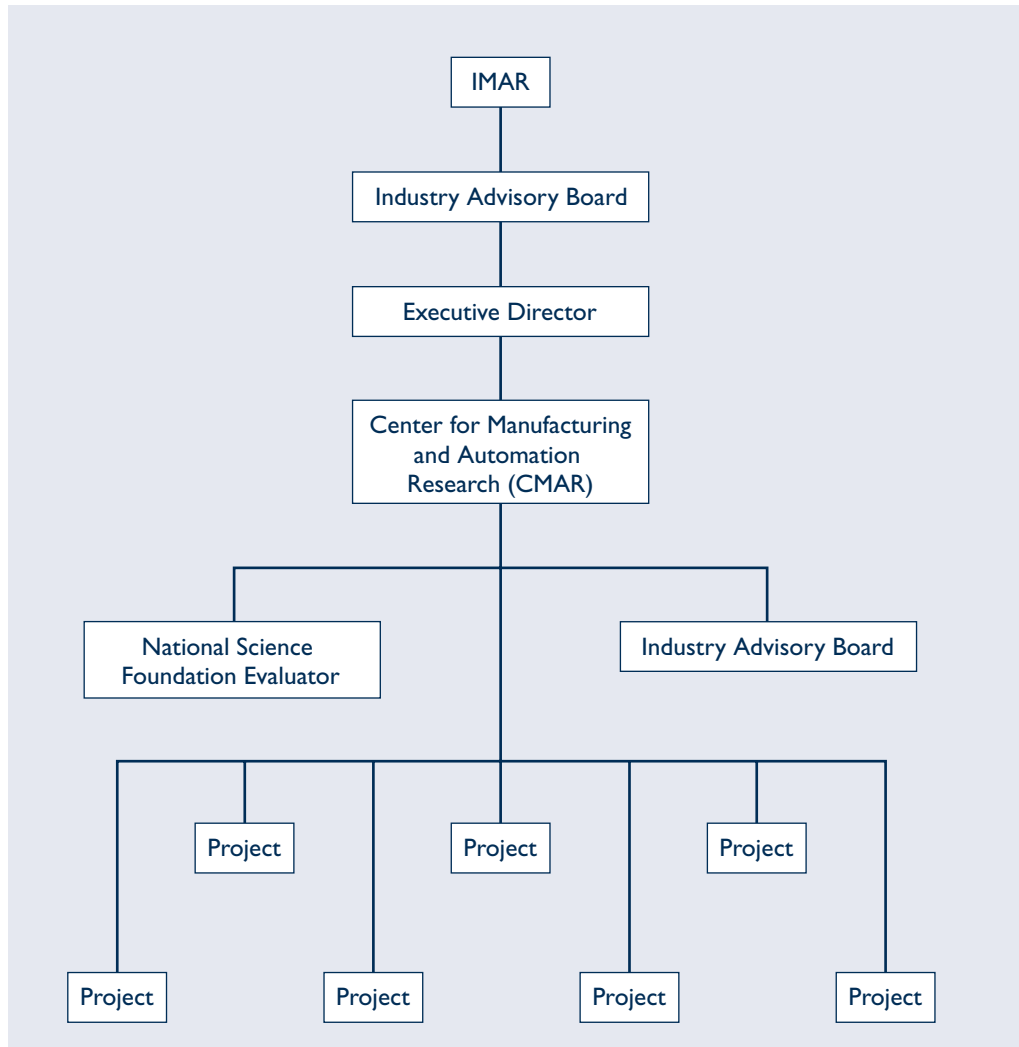 IMAR
Industry Advisory Board
Executive Director
Center for Manufacturing
and Automation
Research (CMAR)
National Science
Foundation Evaluator
Industry Advisory Board
Project
Project
Project
Project
Project
Project
Project